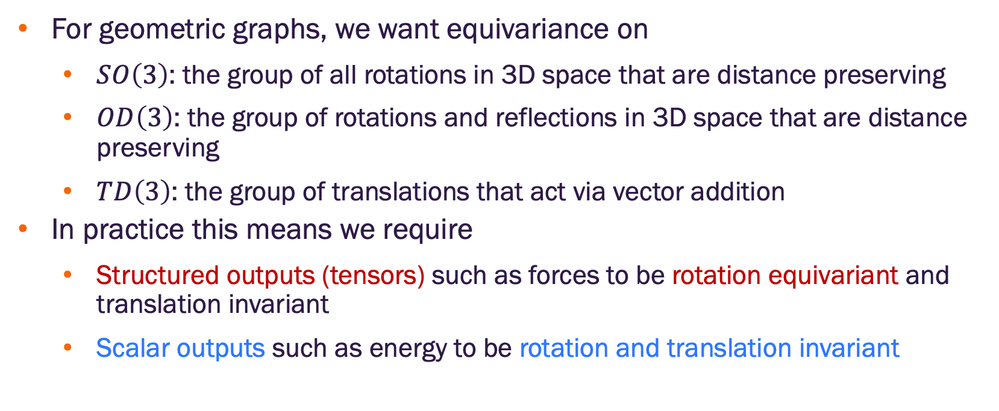 • For geometric graphs, we want equivariance on
• SO(3): the group of all rotations in 3D space that are distance preserving
• OD(3): the group of rotations and reflections in 3D space that are distance
preserving
• TD(3): the group of translations that act via vector addition
• In practice this means we require
• Structured outputs (tensors) such as forces to be rotation equivariant and
translation invariant
• Scalar outputs such as energy to be rotation and translation invariant